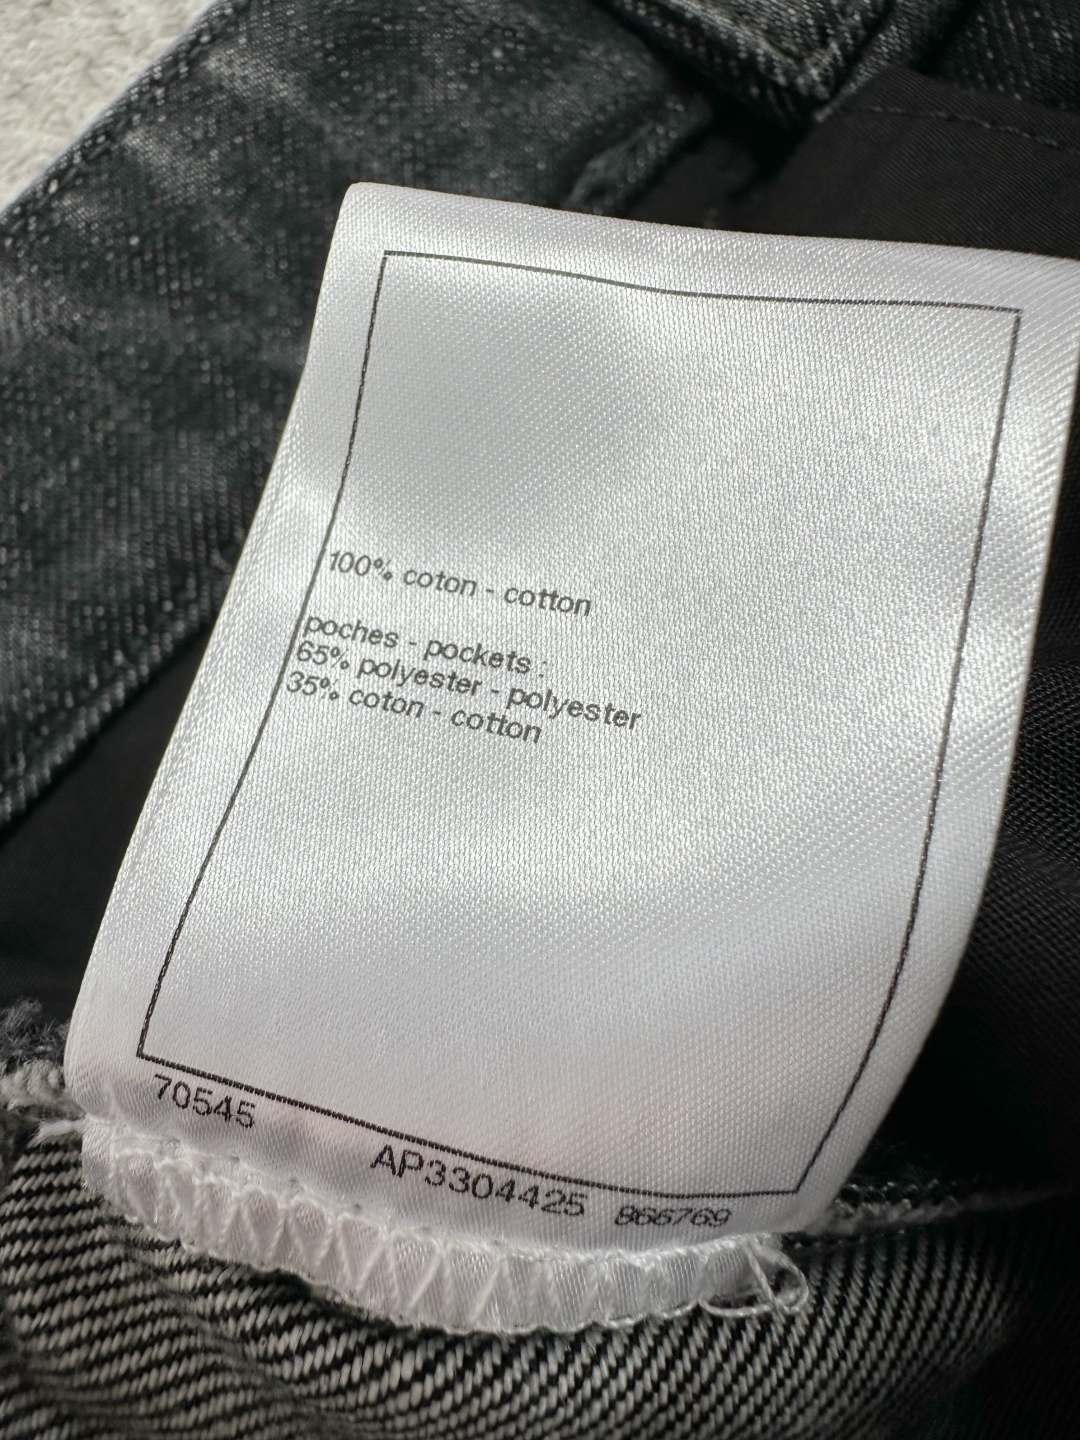 100% coton - cotton
poches - pockets :
65% polyester - polyester
35% coton - cotton
70545
AP3304425
866769